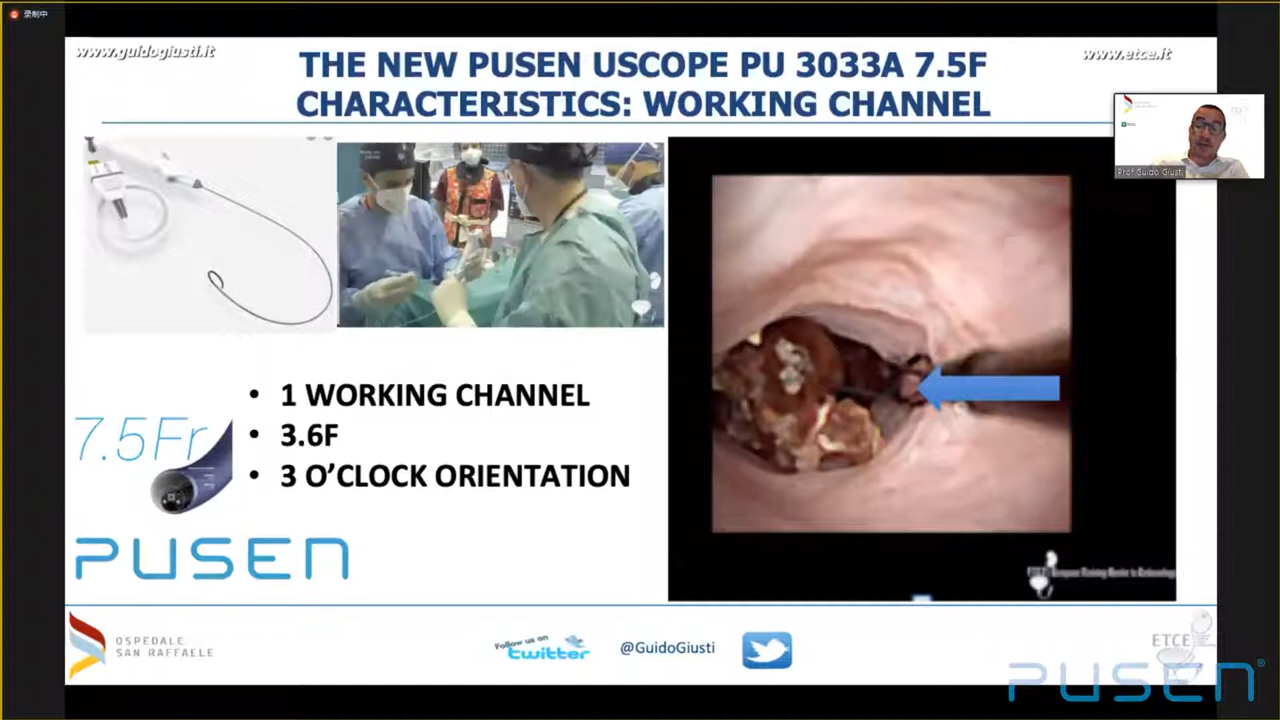 录制中
www.guidogiusti.it
www.etce.it
THE NEW PUSEN USCOPE PU 3033A 7.5F
CHARACTERISTICS: WORKING CHANNEL
Prof Guido Giusti
• 1 WORKING CHANNEL
• 3.6F
• 3 O’CLOCK ORIENTATION
7.5Fr
PUSEN
OSPEDALE
SAN RAFFAELE
Follow us on
twitter
@GuidoGiusti
ETCE
PUSEN®